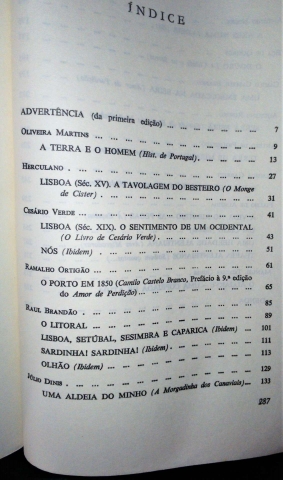 ÍNDICE
ADVERTÊNCIA (da primeira edição) ... ... ... ... ... ... 7
OLIVEIRA MARTINS ... ... ... ... ... ... ... ... ... 9
A TERRA E O HOMEM (Hist. de Portugal) ... ... ... ... 13
HERCULANO ... ... ... ... ... ... ... ... ... ... 27
LISBOA (Séc. XV). A TAVOLAGEM DO BESTEIRO (O Monge
de Cister) ... ... ... ... ... ... ... ... ... 31
CESÁRIO VERDE ... ... ... ... ... ... ... ... ... 41
LISBOA (Séc. XIX). O SENTIMENTO DE UM OCIDENTAL
(O Livro de Cesário Verde) ... ... ... ... ... ... 43
NÓS (Ibidem) ... ... ... ... ... ... ... ... ... 51
RAMALHO ORTIGÃO ... ... ... ... ... ... ... ... 61
O PORTO EM 1850 (Camilo Castelo Branco, Prefácio à 9.ª edição
do Amor de Perdição) ... ... ... ... ... ... ... 65
RAUL BRANDÃO ... ... ... ... ... ... ... ... ... 85
O LITORAL ... ... ... ... ... ... ... ... ... 89
LISBOA, SETÚBAL, SESIMBRA E CAPARICA (Ibidem) ... ... 101
SARDINHA! SARDINHA! (Ibidem) ... ... ... ... ... 111
OLHÃO (Ibidem) ... ... ... ... ... ... ... ... 113
JÚLIO DINIS ... ... ... ... ... ... ... ... ... 129
UMA ALDEIA DO MINHO (A Morgadinha dos Canaviais) ... ... 133
287